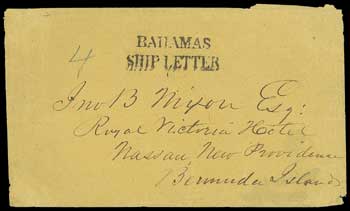 BAHAMAS
SHIP LETTER
4
Jno B Nixon Esq:
Royal Victoria Hotel
Nassau, New Providence
Bermuda Islands